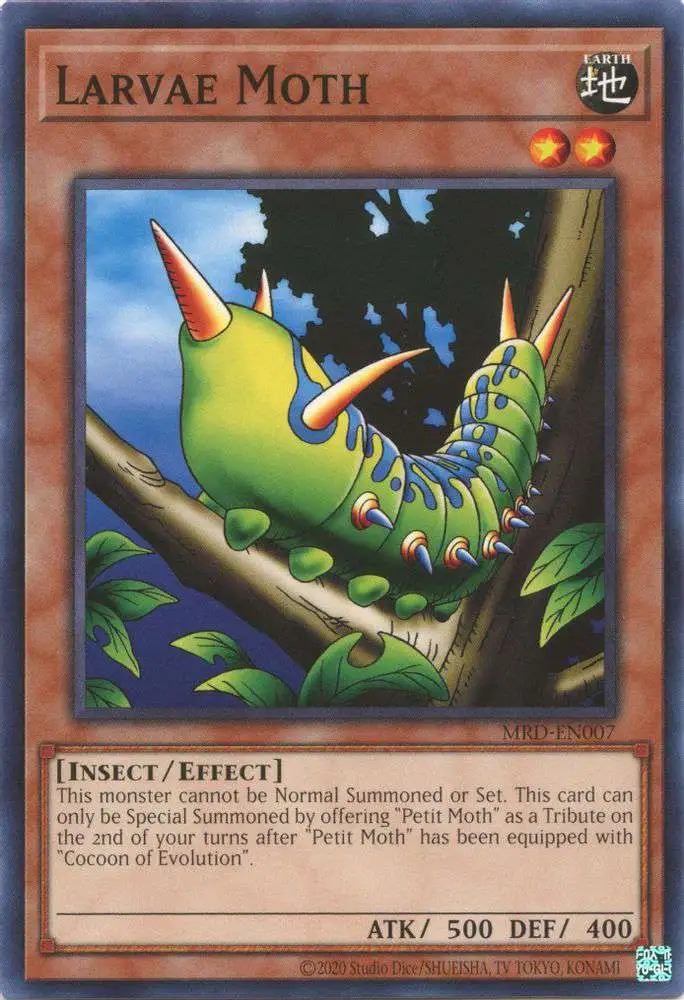 LARVAE MOTH
EARTH
地
MRD-EN007
[INSECT/EFFECT]
This monster cannot be Normal Summoned or Set. This card can
only be Special Summoned by offering "Petit Moth" as a Tribute on
the 2nd of your turns after "Petit Moth" has been equipped with
"Cocoon of Evolution".
ATK/ 500 DEF/ 400
©2020 Studio Dice/SHUEISHA, TV TOKYO, KONAMI